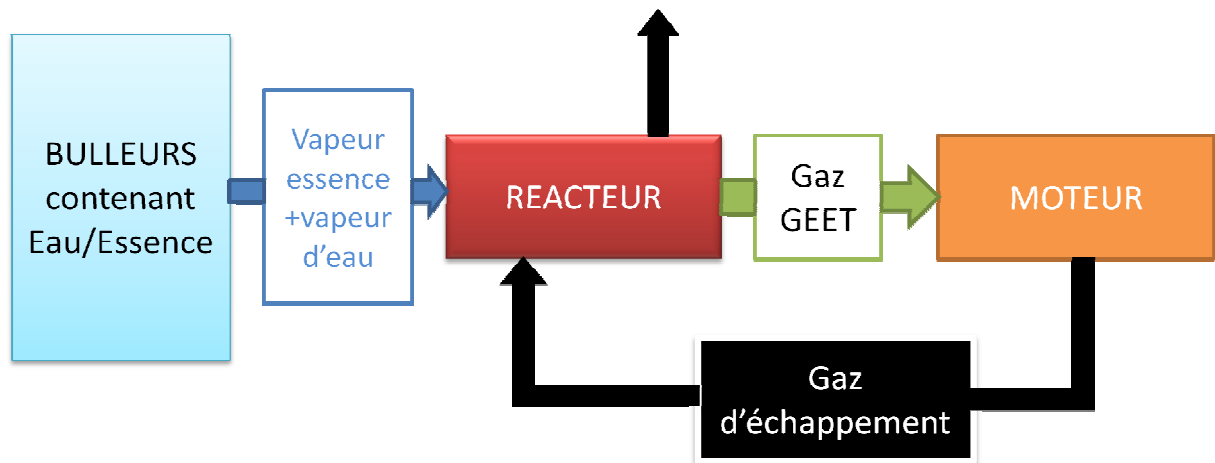 BULLEURS
contenant
Eau/Essence
Vapeur
essence
+vapeur
d’eau
REACTEUR
Gaz
GEET
MOTEUR
Gaz
d’échappement